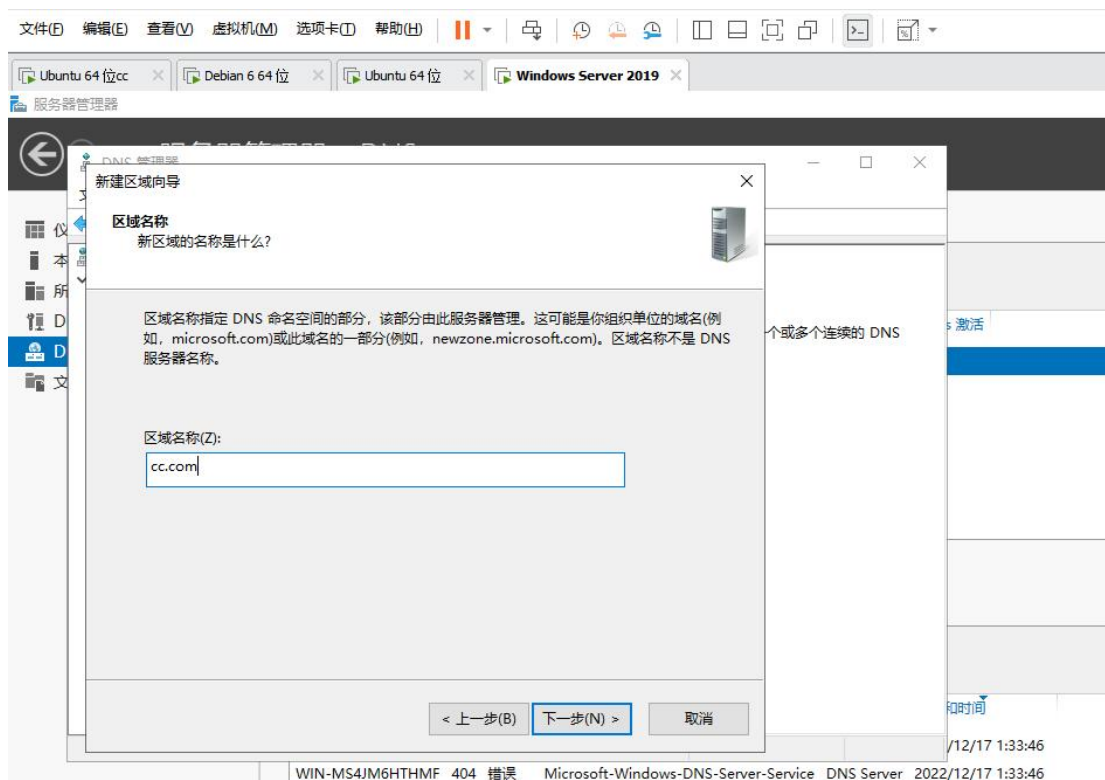 文件(F) 编辑(E) 查看(V) 虚拟机(M) 选项卡(T) 帮助(H)
Ubuntu 64 位cc Debian 6 64 位 Ubuntu 64 位 Windows Server 2019
服务器管理器
DNS 管理器
新建区域向导
区域名称
新区域的名称是什么?
仪
本
所
D
D
文
区域名称指定 DNS 命名空间的部分，该部分由此服务器管理。这可能是你组织单位的域名(例
如，microsoft.com)或此域名的一部分(例如，newzone.microsoft.com)。区域名称不是 DNS
服务器名称。
个或多个连续的 DNS
激活
区域名称(Z):
cc.com
< 上一步(B) 下一步(N) > 取消
和时间
/12/17 1:33:46
WIN-MS4JM6HTHMF 404 错误 Microsoft-Windows-DNS-Server-Service DNS Server 2022/12/17 1:33:46